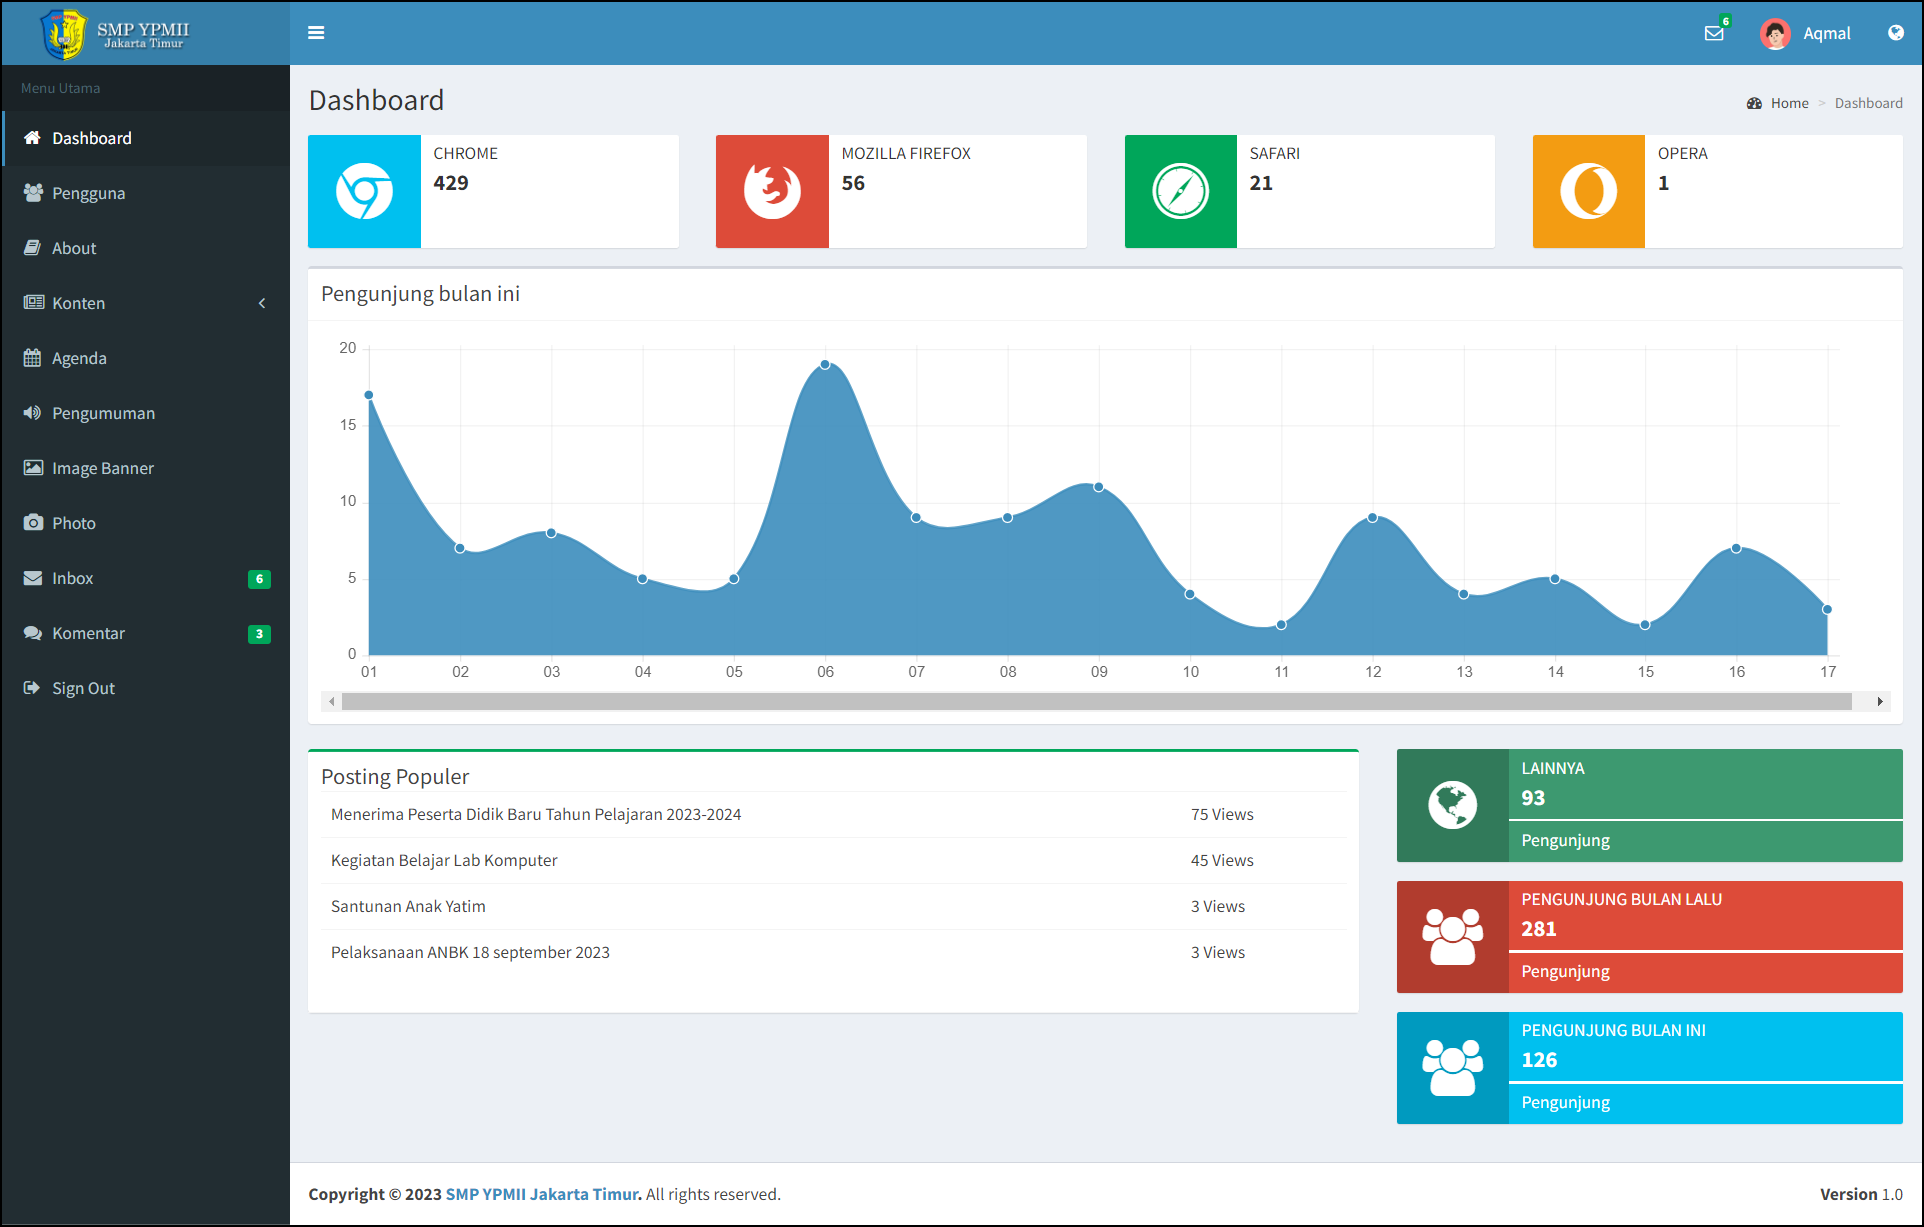 SMP YPMII
Jakarta Timur
6
Aqmal
Menu Utama
Dashboard
Pengguna
About
Konten
Agenda
Pengumuman
Image Banner
Photo
Inbox 6
Komentar 3
Sign Out
Dashboard
Home > Dashboard
CHROME
429
MOZILLA FIREFOX
56
SAFARI
21
OPERA
1
Pengunjung bulan ini
20
15
10
5
0
01 02 03 04 05 06 07 08 09 10 11 12 13 14 15 16 17
Posting Populer
Menerima Peserta Didik Baru Tahun Pelajaran 2023-2024 75 Views
Kegiatan Belajar Lab Komputer 45 Views
Santunan Anak Yatim 3 Views
Pelaksanaan ANBK 18 september 2023 3 Views
LAINNYA
93
Pengunjung
PENGUNJUNG BULAN LALU
281
Pengunjung
PENGUNJUNG BULAN INI
126
Pengunjung
Copyright © 2023 SMP YPMII Jakarta Timur. All rights reserved.
Version 1.0